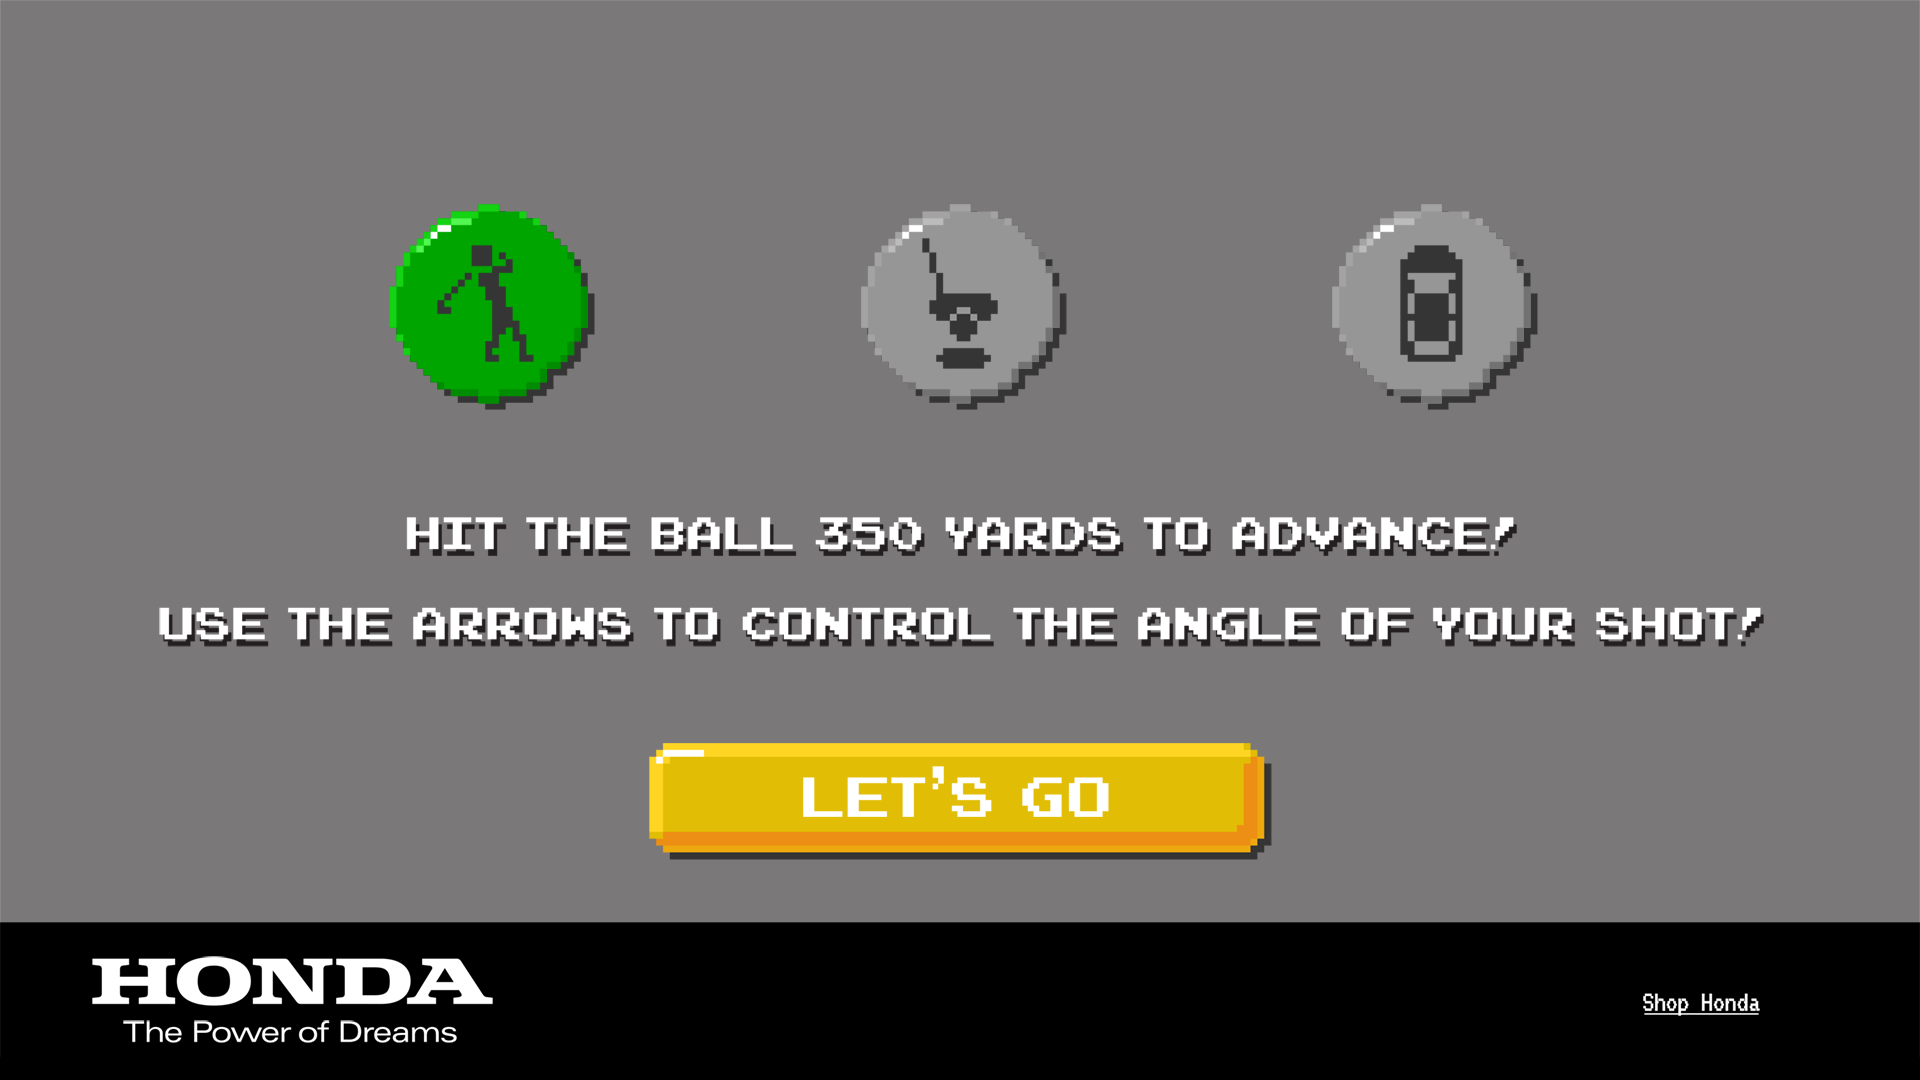 HIT THE BALL 350 YARDS TO ADVANCE!
USE THE ARROWS TO CONTROL THE ANGLE OF YOUR SHOT!
LET'S GO
HONDA
The Power of Dreams
Shop Honda